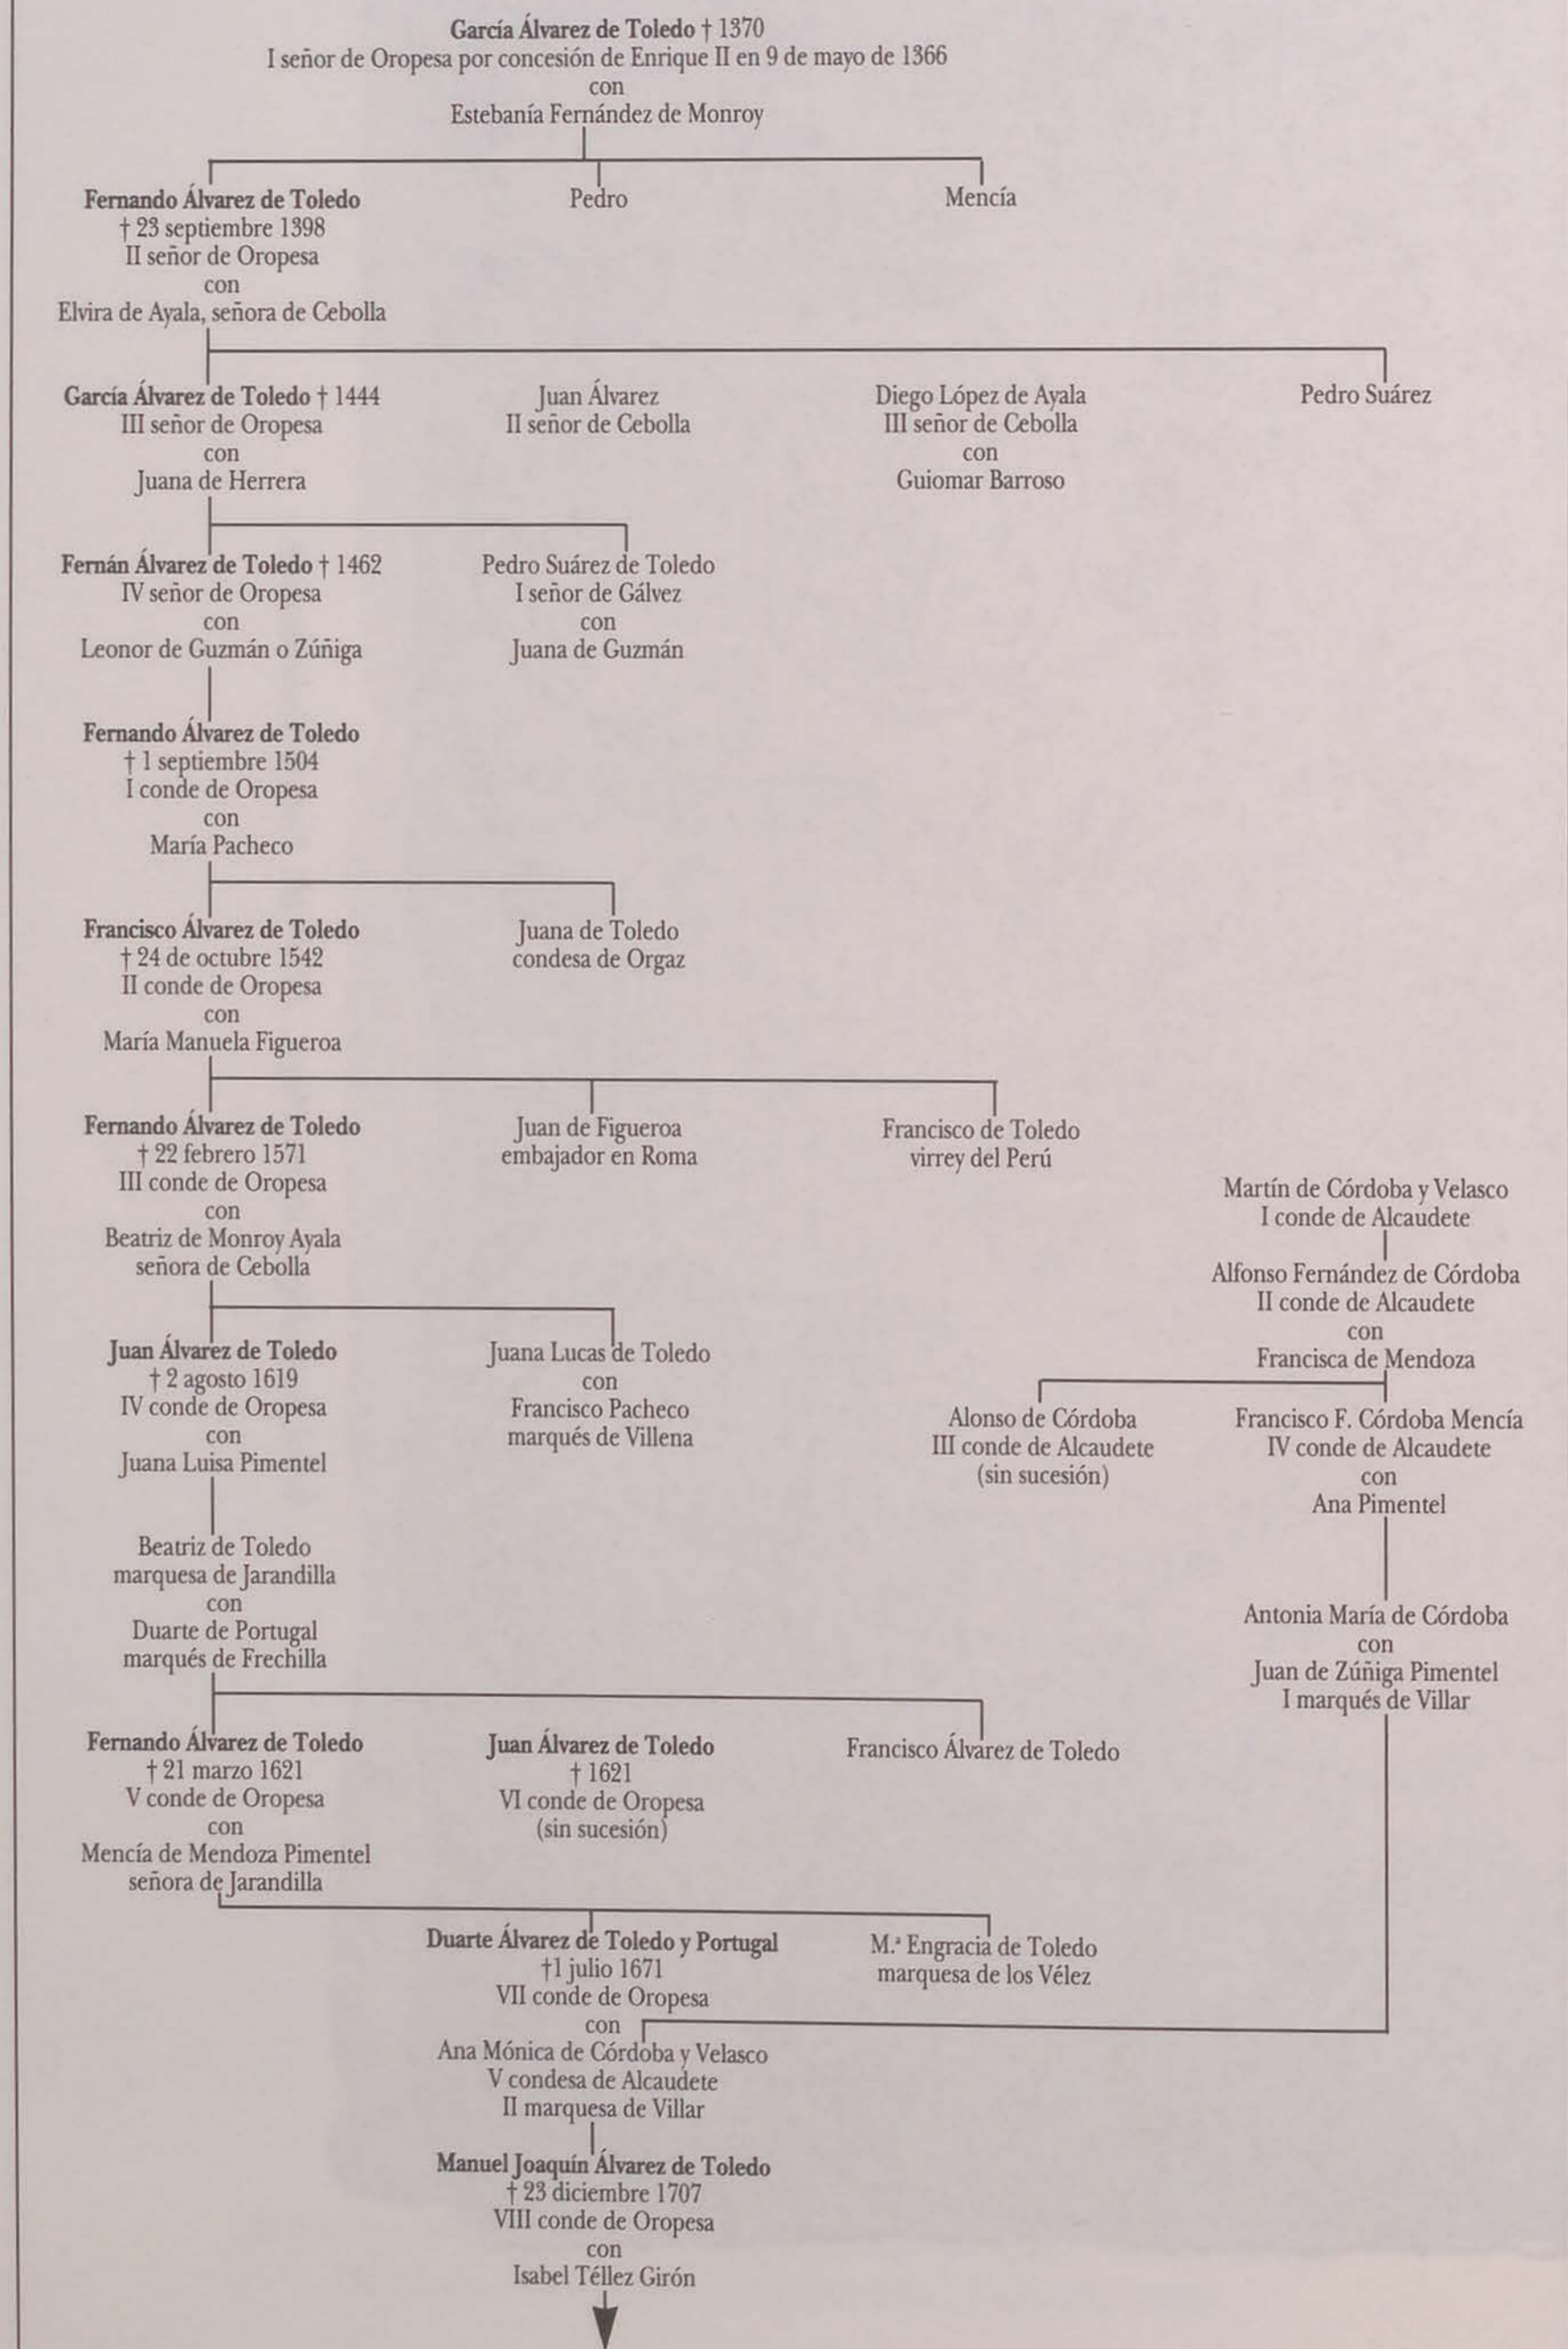 García Álvarez de Toledo † 1370
I señor de Oropesa por concesión de Enrique II en 9 de mayo de 1366
con
Estebanía Fernández de Monroy
Fernando Álvarez de Toledo
† 23 septiembre 1398
II señor de Oropesa
con
Elvira de Ayala, señora de Cebolla
Pedro
Mencía
García Álvarez de Toledo † 1444
III señor de Oropesa
con
Juana de Herrera
Juan Álvarez
II señor de Cebolla
Diego López de Ayala
III señor de Cebolla
con
Guiomar Barroso
Pedro Suárez
Fernán Álvarez de Toledo † 1462
IV señor de Oropesa
con
Leonor de Guzmán o Zúñiga
Pedro Suárez de Toledo
I señor de Gálvez
con
Juana de Guzmán
Fernando Álvarez de Toledo
† 1 septiembre 1504
I conde de Oropesa
con
María Pacheco
Francisco Álvarez de Toledo
† 24 de octubre 1542
II conde de Oropesa
con
María Manuela Figueroa
Juana de Toledo
condesa de Orgaz
Fernando Álvarez de Toledo
† 22 febrero 1571
III conde de Oropesa
con
Beatriz de Monroy Ayala
señora de Cebolla
Juan de Figueroa
embajador en Roma
Francisco de Toledo
virrey del Perú
Martín de Córdoba y Velasco
I conde de Alcaudete
Alfonso Fernández de Córdoba
II conde de Alcaudete
con
Francisca de Mendoza
Juan Álvarez de Toledo
† 2 agosto 1619
IV conde de Oropesa
con
Juana Luisa Pimentel
Juana Lucas de Toledo
con
Francisco Pacheco
marqués de Villena
Alonso de Córdoba
III conde de Alcaudete
(sin sucesión)
Francisco F. Córdoba Mencía
IV conde de Alcaudete
con
Ana Pimentel
Beatriz de Toledo
marquesa de Jarandilla
con
Duarte de Portugal
marqués de Frechilla
Antonia María de Córdoba
con
Juan de Zúñiga Pimentel
I marqués de Villar
Fernando Álvarez de Toledo
† 21 marzo 1621
V conde de Oropesa
con
Mencía de Mendoza Pimentel
señora de Jarandilla
Juan Álvarez de Toledo
† 1621
VI conde de Oropesa
(sin sucesión)
Francisco Álvarez de Toledo
Duarte Álvarez de Toledo y Portugal
†1 julio 1671
VII conde de Oropesa
con
Ana Mónica de Córdoba y Velasco
V condesa de Alcaudete
II marquesa de Villar
M.ª Engracia de Toledo
marquesa de los Vélez
Manuel Joaquín Álvarez de Toledo
† 23 diciembre 1707
VIII conde de Oropesa
con
Isabel Téllez Girón